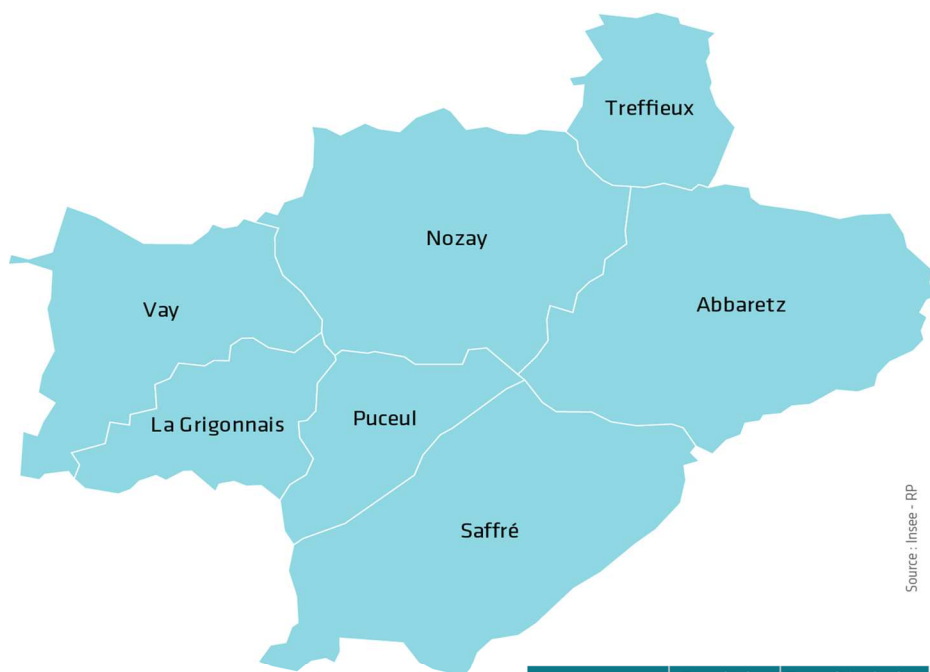 Treffieux
Nozay
Abbaretz
Vay
La Grigonnais
Puceul
Saffré
Source : Insee - RP